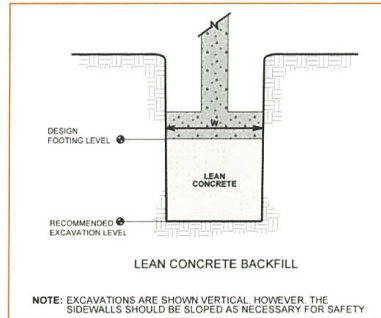 W
DESIGN
FOOTING LEVEL
LEAN
CONCRETE
RECOMMENDED
EXCAVATION LEVEL
LEAN CONCRETE BACKFILL
NOTE: EXCAVATIONS ARE SHOWN VERTICAL. HOWEVER, THE
SIDEWALLS SHOULD BE SLOPED AS NECESSARY FOR SAFETY